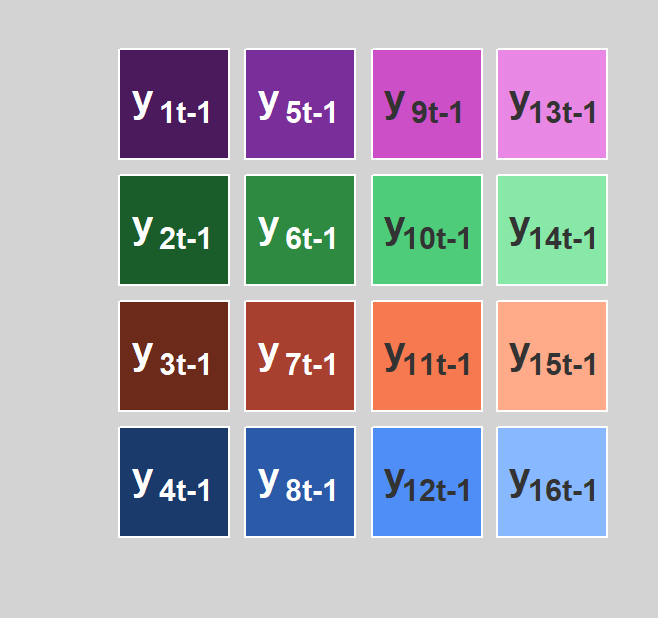 y 1t-1 y 5t-1 y 9t-1 y13t-1
y 2t-1 y 6t-1 y10t-1 y14t-1
y 3t-1 y 7t-1 y11t-1 y15t-1
y 4t-1 y 8t-1 y12t-1 y16t-1